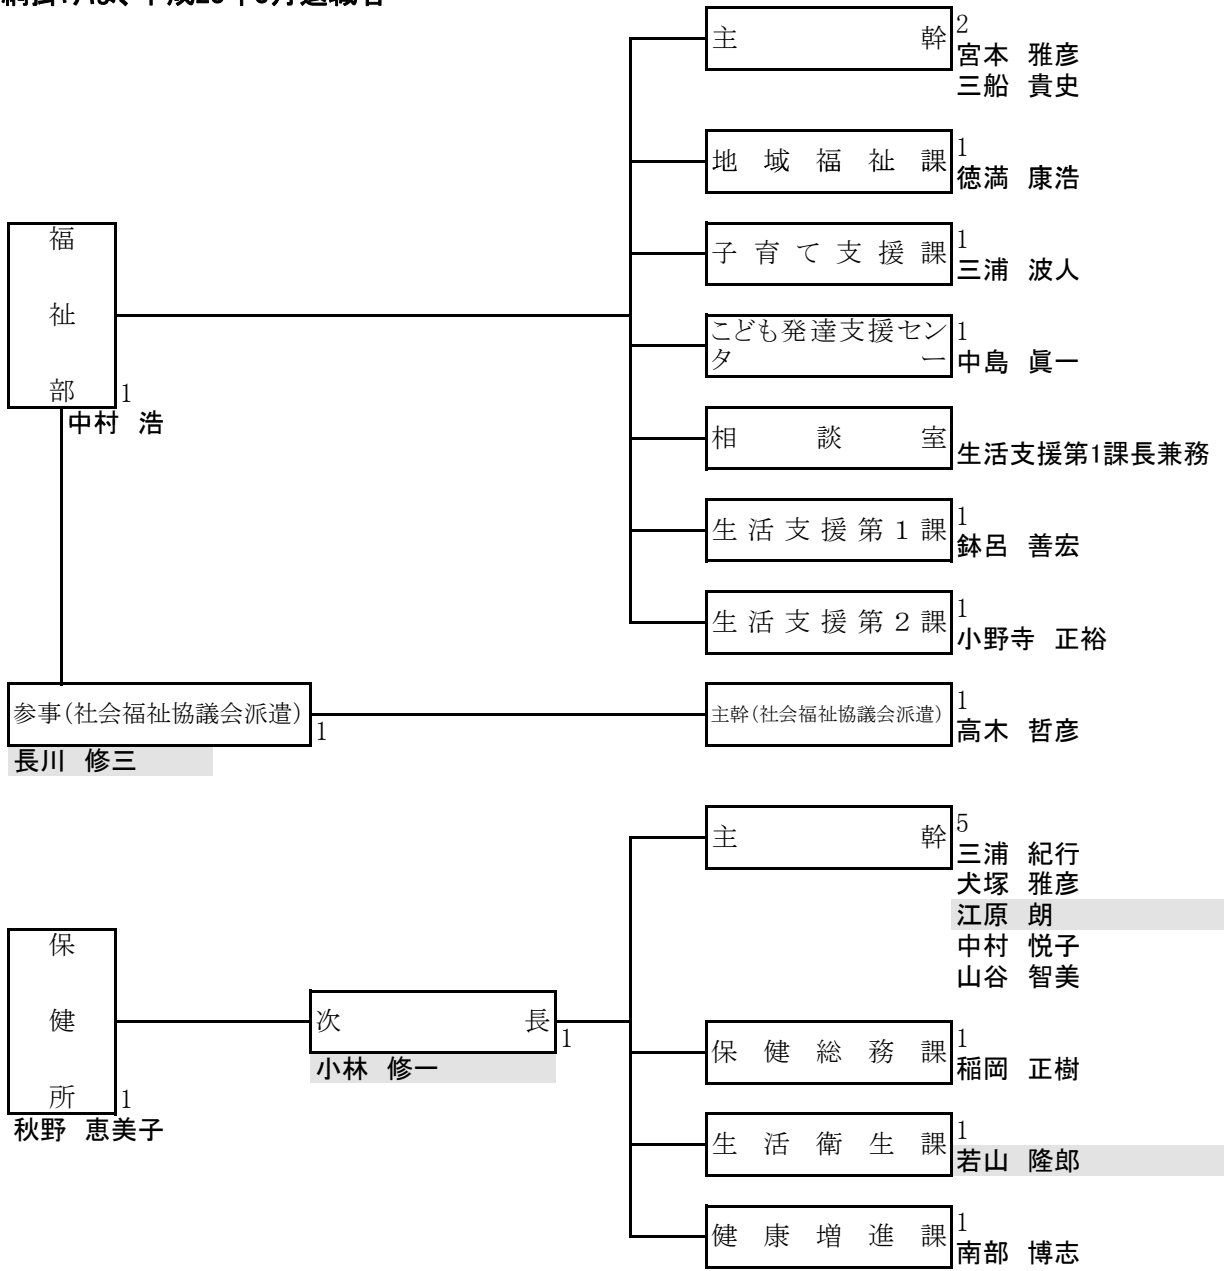 主幹 2
宮本 雅彦
三船 貴史
地域福祉課 1
徳満 康浩
子育て支援課 1
三浦 波人
福祉部 1
中村 浩
こども発達支援セン
ター 1
中島 眞一
相談室
生活支援第1課長兼務
生活支援第1課 1
鉢呂 善宏
生活支援第2課 1
小野寺 正裕
参事(社会福祉協議会派遣) 1
長川 修三
主幹(社会福祉協議会派遣) 1
高木 哲彦
主幹 5
三浦 紀行
犬塚 雅彦
江原 朗
中村 悦子
山谷 智美
保健所 1
秋野 恵美子
次長 1
小林 修一
保健総務課 1
稲岡 正樹
生活衛生課 1
若山 隆郎
健康増進課 1
南部 博志